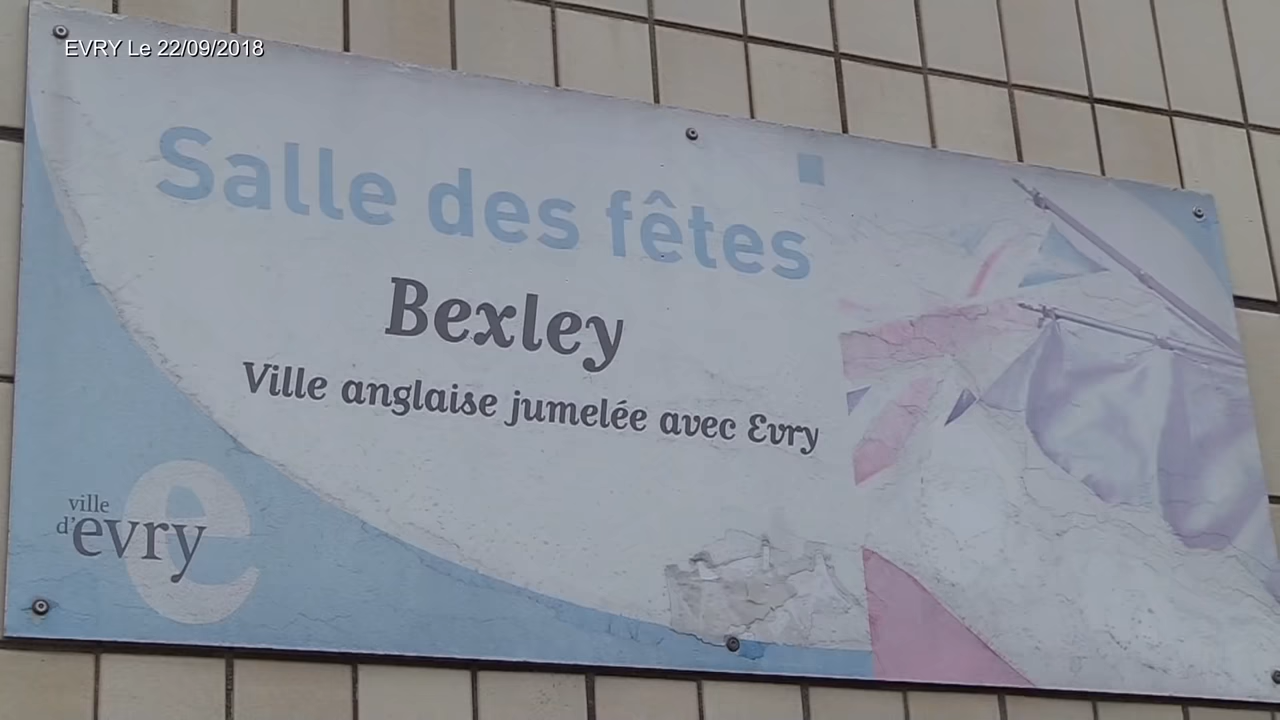 EVRY Le 22/09/2018
Salle des fêtes
Bexley
Ville anglaise jumelée avec Evry
ville
d'evry
e